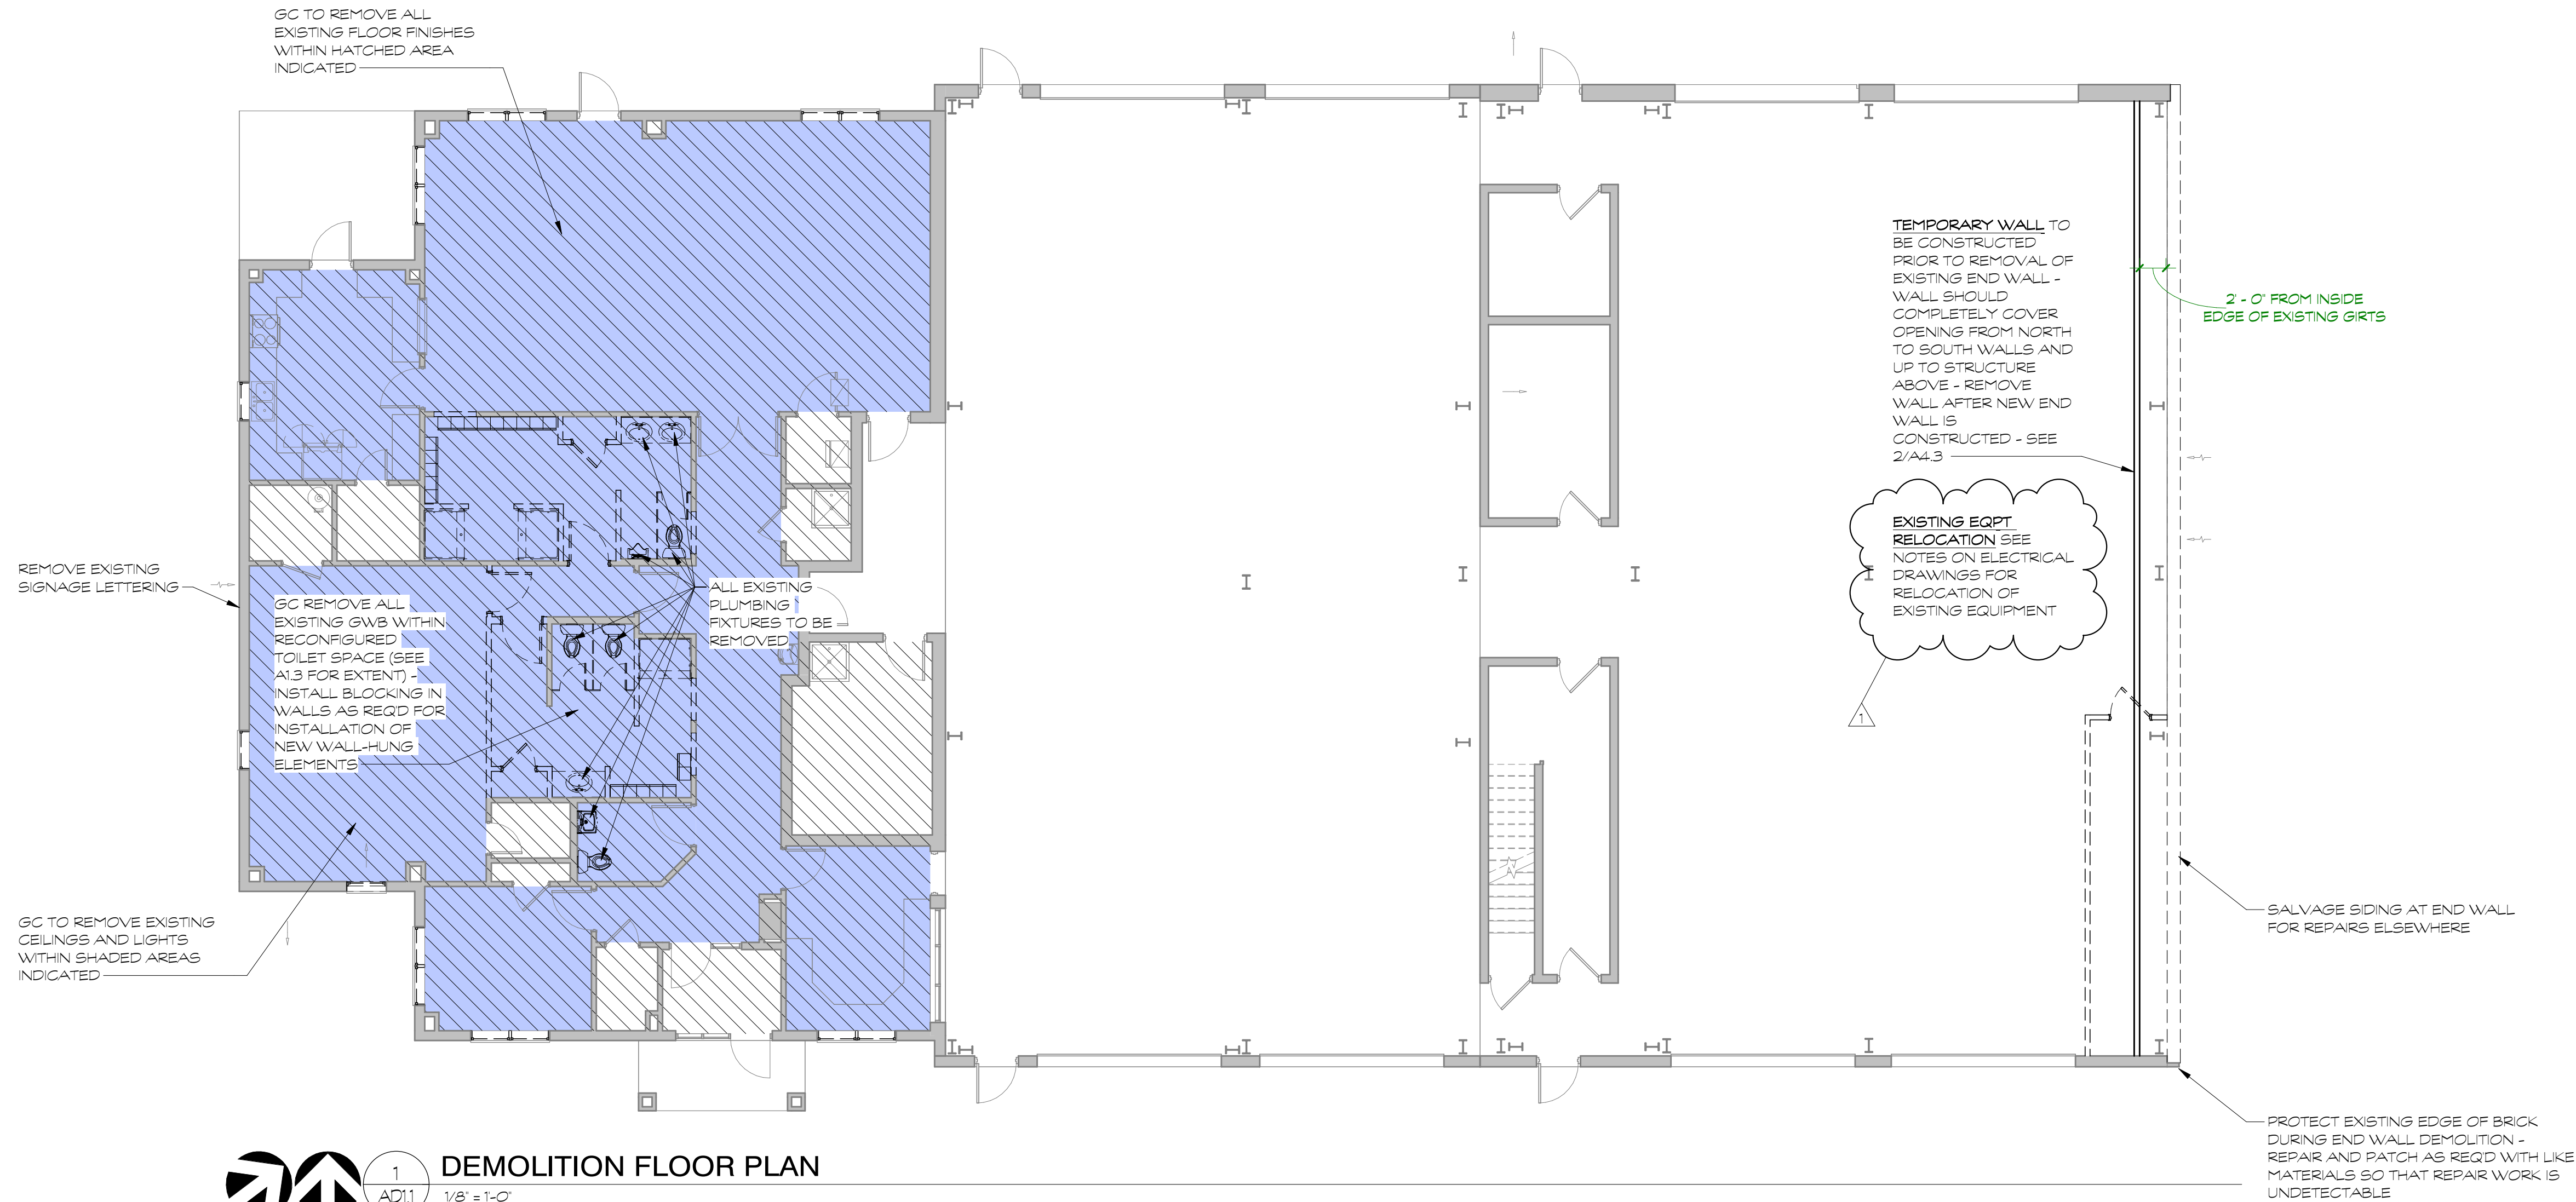 GC TO REMOVE ALL
EXISTING FLOOR FINISHES
WITHIN HATCHED AREA
INDICATED
TEMPORARY WALL TO
BE CONSTRUCTED
PRIOR TO REMOVAL OF
EXISTING END WALL -
WALL SHOULD
COMPLETELY COVER
OPENING FROM NORTH
TO SOUTH WALLS AND
UP TO STRUCTURE
ABOVE - REMOVE
WALL AFTER NEW END
WALL IS
CONSTRUCTED - SEE
2/A4.3
2' - 0" FROM INSIDE
EDGE OF EXISTING GIRTS
EXISTING EQPT
RELOCATION SEE
NOTES ON ELECTRICAL
DRAWINGS FOR
RELOCATION OF
EXISTING EQUIPMENT
1
REMOVE EXISTING
SIGNAGE LETTERING
GC REMOVE ALL
EXISTING GWB WITHIN
RECONFIGURED
TOILET SPACE (SEE
A1.3 FOR EXTENT) -
INSTALL BLOCKING IN
WALLS AS REQ'D FOR
INSTALLATION OF
NEW WALL-HUNG
ELEMENTS
ALL EXISTING
PLUMBING
FIXTURES TO BE
REMOVED
GC TO REMOVE EXISTING
CEILINGS AND LIGHTS
WITHIN SHADED AREAS
INDICATED
SALVAGE SIDING AT END WALL
FOR REPAIRS ELSEWHERE
PROTECT EXISTING EDGE OF BRICK
DURING END WALL DEMOLITION -
REPAIR AND PATCH AS REQ'D WITH LIKE
MATERIALS SO THAT REPAIR WORK IS
UNDETECTABLE
1
AD1.1
DEMOLITION FLOOR PLAN
1/8" = 1'-0"